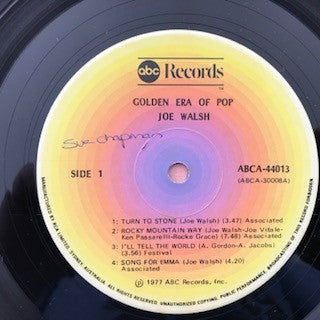 abc Records
GOLDEN ERA OF POP
JOE WALSH
Sue Chapman
SIDE 1
ABCA-44013
(ABCA-3000BA)
1 : TURN TO STONE (Joe Walsh) (3.47) Associated
2 : ROCKY MOUNTAIN WAY (Joe Walsh-Joe Vitale-
Ken Passarelli-Rocke Grace) (7.48) Associated
3 : I'LL TELL THE WORLD (A. Gordon-A. Jacobs)
(3.56) Festival
4 : SONG FOR EMMA (Joe Walsh) (4.20)
Associated
℗ 1977 ABC Records, Inc.
MANUFACTURED BY RCA LIMITED, SYDNEY, AUSTRALIA. ALL RIGHTS RESERVED. UNAUTHORIZED COPYING, PUBLIC PERFORMANCE AND BROADCASTING OF THIS RECORD FORBIDDEN.